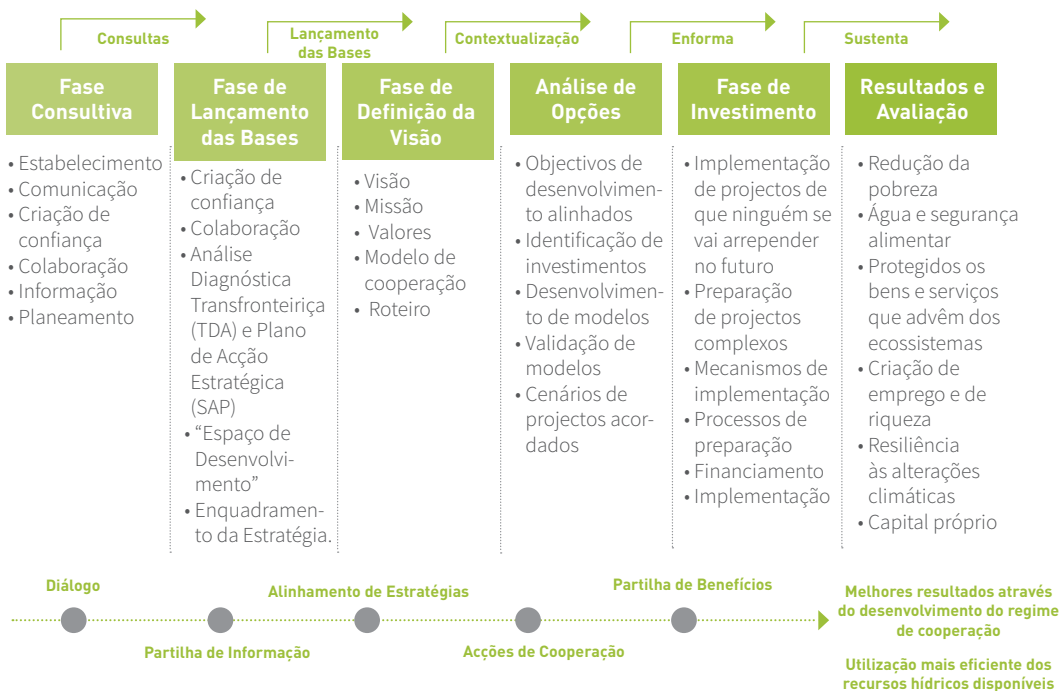 Consultas
Lançamento
das Bases
Contextualização
Enforma
Sustenta
Fase
Consultiva
• Estabelecimento
• Comunicação
• Criação de
confiança
• Colaboração
• Informação
• Planeamento
Fase de
Lançamento
das Bases
• Criação de
confiança
• Colaboração
• Análise
Diagnóstica
Transfronteiriça
(TDA) e Plano
de Acção
Estratégica
(SAP)
• “Espaço de
Desenvolvi-
mento”
• Enquadramen-
to da Estratégia.
Fase de
Definição da
Visão
• Visão
• Missão
• Valores
• Modelo de
cooperação
• Roteiro
Análise de
Opções
• Objectivos de
desenvolvimen-
to alinhados
• Identificação de
investimentos
• Desenvolvimen-
to de modelos
• Validação de
modelos
• Cenários de
projectos acor-
dados
Fase de
Investimento
• Implementação
de projectos de
que ninguém se
vai arrepender
no futuro
• Preparação
de projectos
complexos
• Mecanismos de
implementação
• Processos de
preparação
• Financiamento
• Implementação
Resultados e
Avaliação
• Redução da
pobreza
• Água e segurança
alimentar
• Protegidos os
bens e serviços
que advêm dos
ecossistemas
• Criação de
emprego e de
riqueza
• Resiliência
às alterações
climáticas
• Capital próprio
Diálogo
Partilha de Informação
Alinhamento de Estratégias
Acções de Cooperação
Partilha de Benefícios
Melhores resultados através
do desenvolvimento do regime
de cooperação
Utilização mais eficiente dos
recursos hídricos disponíveis